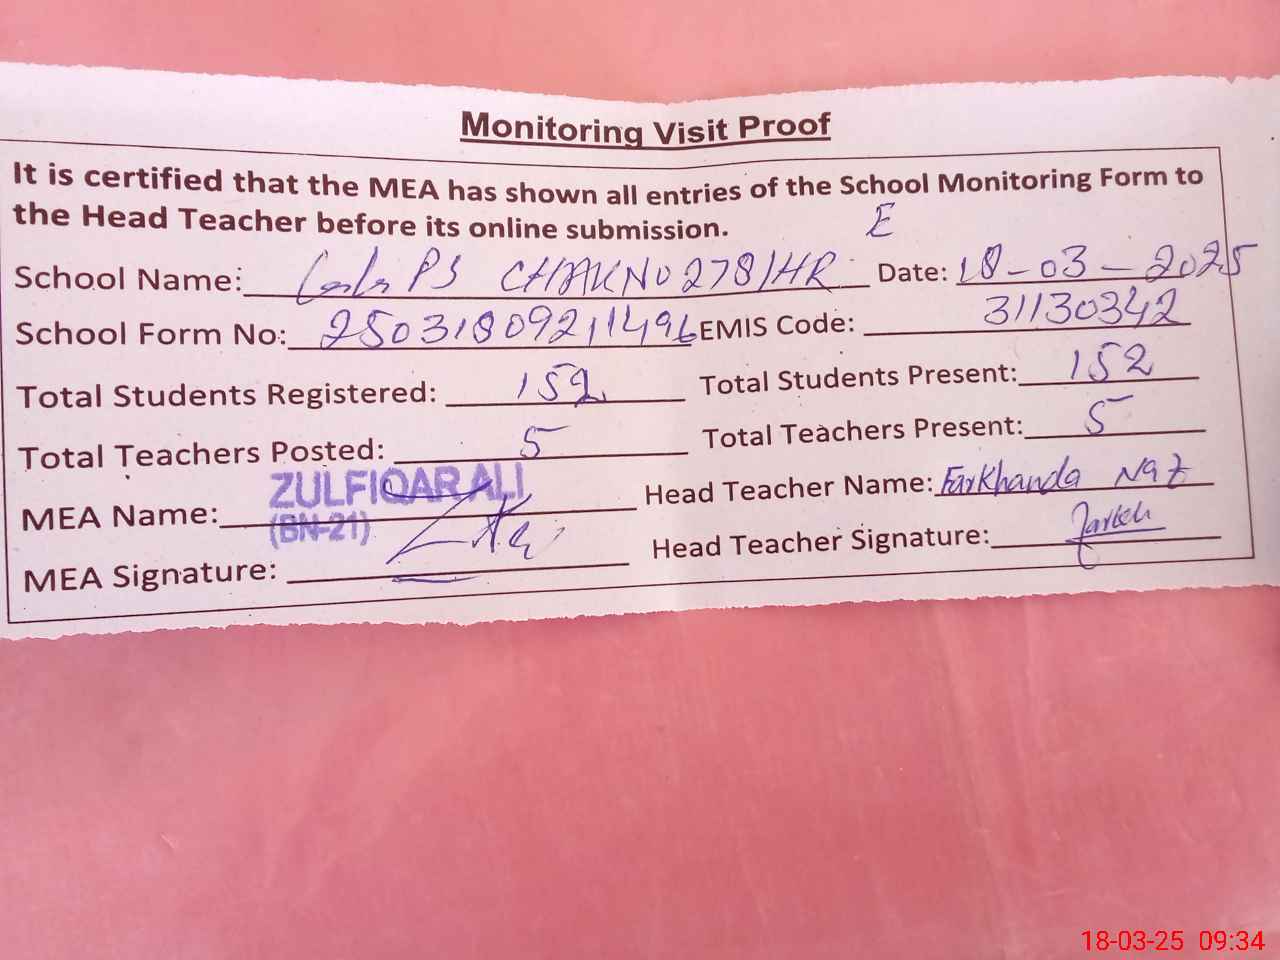 Monitoring Visit Proof
It is certified that the MEA has shown all entries of the School Monitoring Form to
the Head Teacher before its online submission.
E
School Name: PS CHAK NO 278/HR Date: 18-03-2025
School Form No: 250318092111496 EMIS Code: 31130342
Total Students Registered: 152 Total Students Present: 152
Total Teachers Posted: 5 Total Teachers Present: 5
MEA Name: ZULFIQAR ALI Head Teacher Name: Farkhanda Naz
(BN-21)
MEA Signature: Head Teacher Signature:
18-03-25 09:34